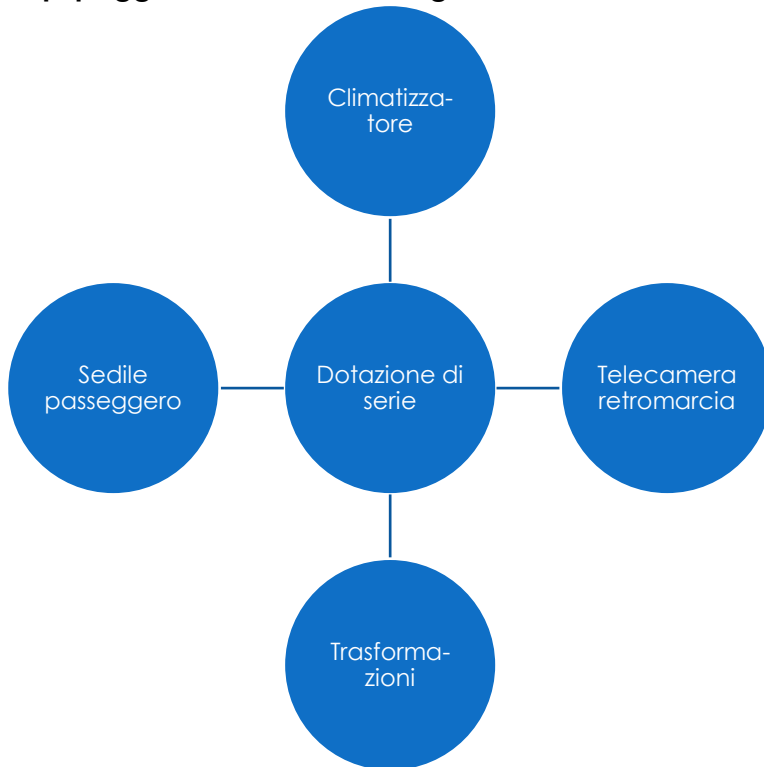 Climatizza-
tore
Sedile
passeggero
Dotazione di
serie
Telecamera
retromarcia
Trasforma-
zioni